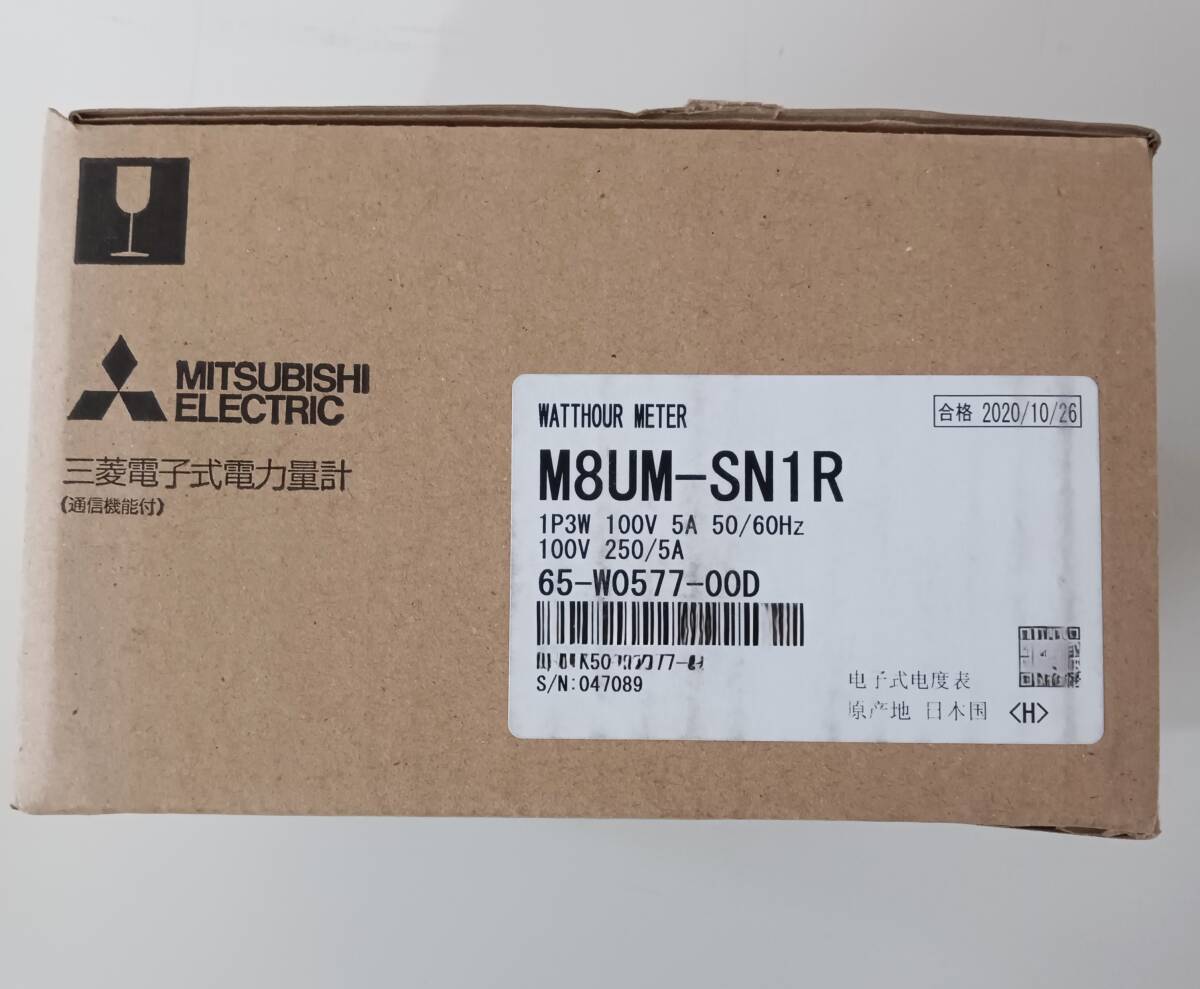 MITSUBISHI
ELECTRIC
三菱電子式電力量計
(通信機能付)
WATTHOUR METER
合格 2020/10/26
M8UM-SN1R
1P3W 100V 5A 50/60Hz
100V 250/5A
65-W0577-00D
S/N:047089
电子式电度表
原产地 日本国 <H>